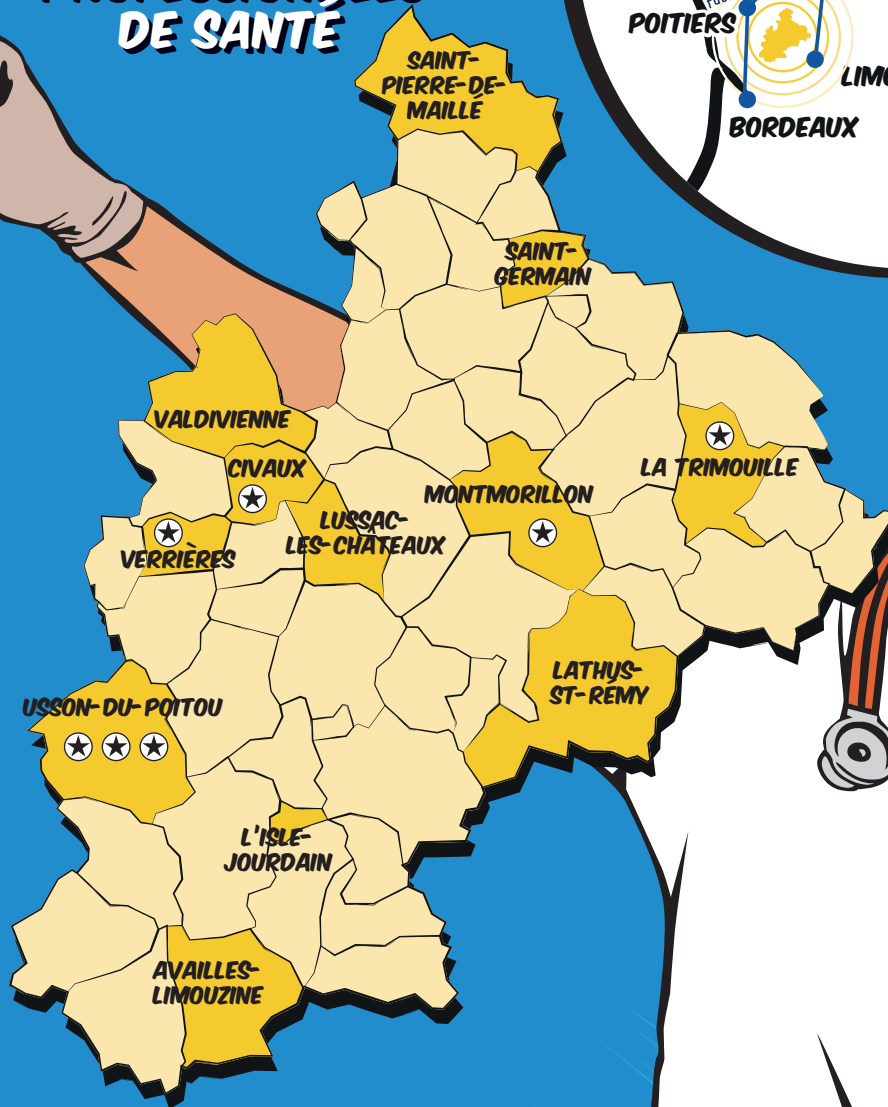 DE SANTÉ
POITIERS
BORDEAUX
SAINT-
PIERRE-DE-
MAILLÉ
SAINT-
GERMAIN
VALDIVIENNE
CIVAUX
LA TRIMOUILLE
MONTMORILLON
LUSSAC-
LES-CHÂTEAUX
VERRIÈRES
LATHUS-
ST-RÉMY
USSON-DU-POITOU
L'ISLE-
JOURDAIN
AVAILLES-
LIMOUZINE